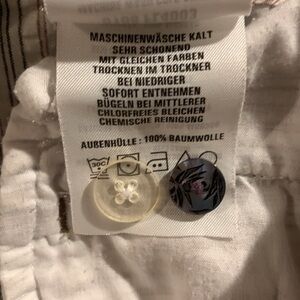 MASCHINENWÄSCHE KALT
SEHR SCHONEND
MIT GLEICHEN FARBEN
TROCKNEN IM TROCKNER
BEI NIEDRIGER
SOFORT ENTNEHMEN
BÜGELN BEI MITTLERER
CHLORFREIES BLEICHEN
CHEMISCHE REINIGUNG
AUßENHÜLLE: 100% BAUMWOLLE
30C